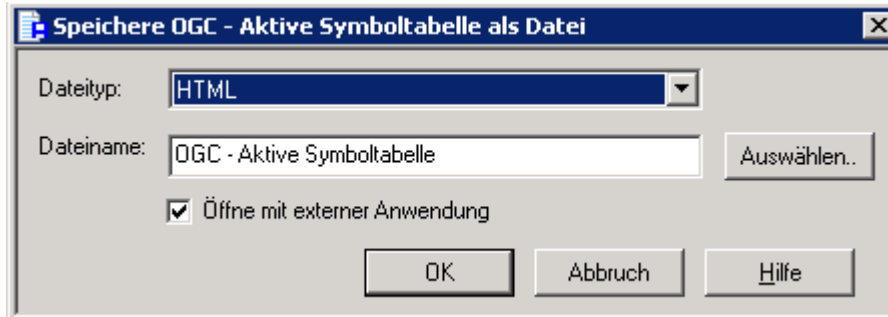 Speichere OGC - Aktive Symboltabelle als Datei
Dateityp: HTML
Dateiname: OGC - Aktive Symboltabelle Auswählen..
Öffne mit externer Anwendung
OK Abbruch Hilfe